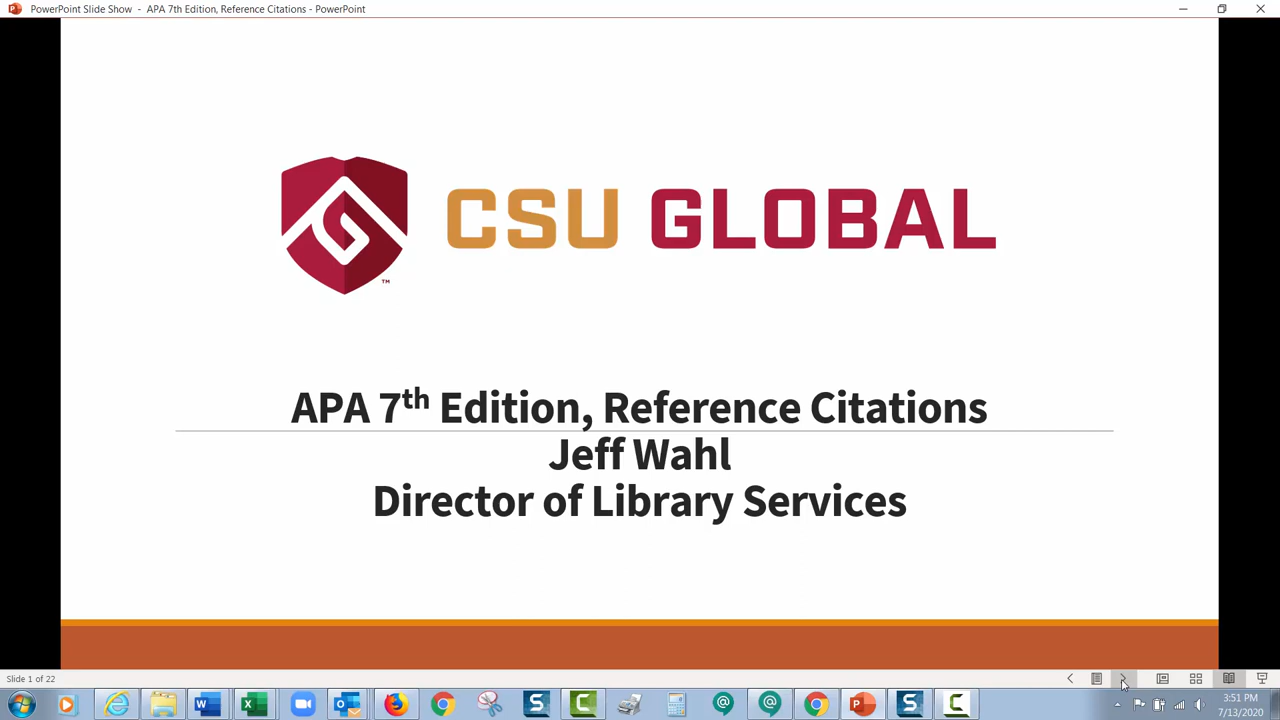 PowerPoint Slide Show - APA 7th Edition, Reference Citations - PowerPoint
CSU GLOBAL
TM
APA 7th Edition, Reference Citations
Jeff Wahl
Director of Library Services
Slide 1 of 22
3:51 PM
7/13/2020